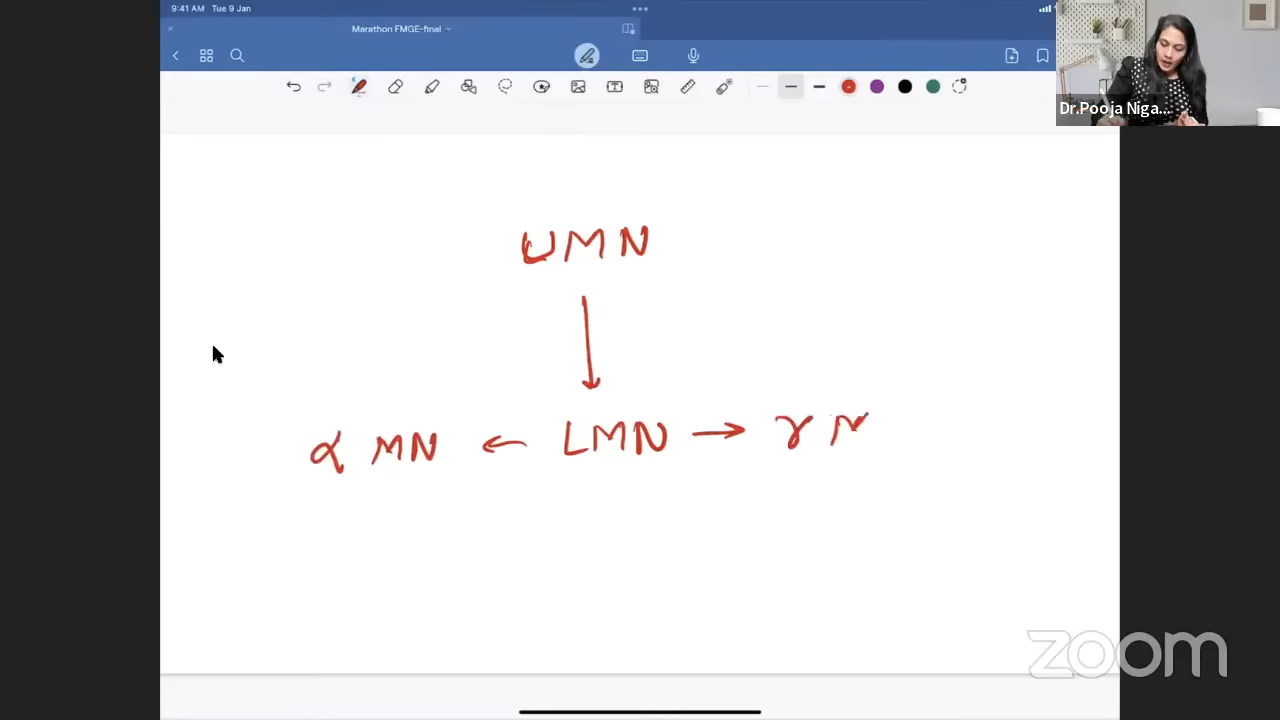 9:41 AM Tue 9 Jan
Marathon FMGE-final
Dr.Pooja Niga...
UMN
α MN ← LMN → γ M
zoom